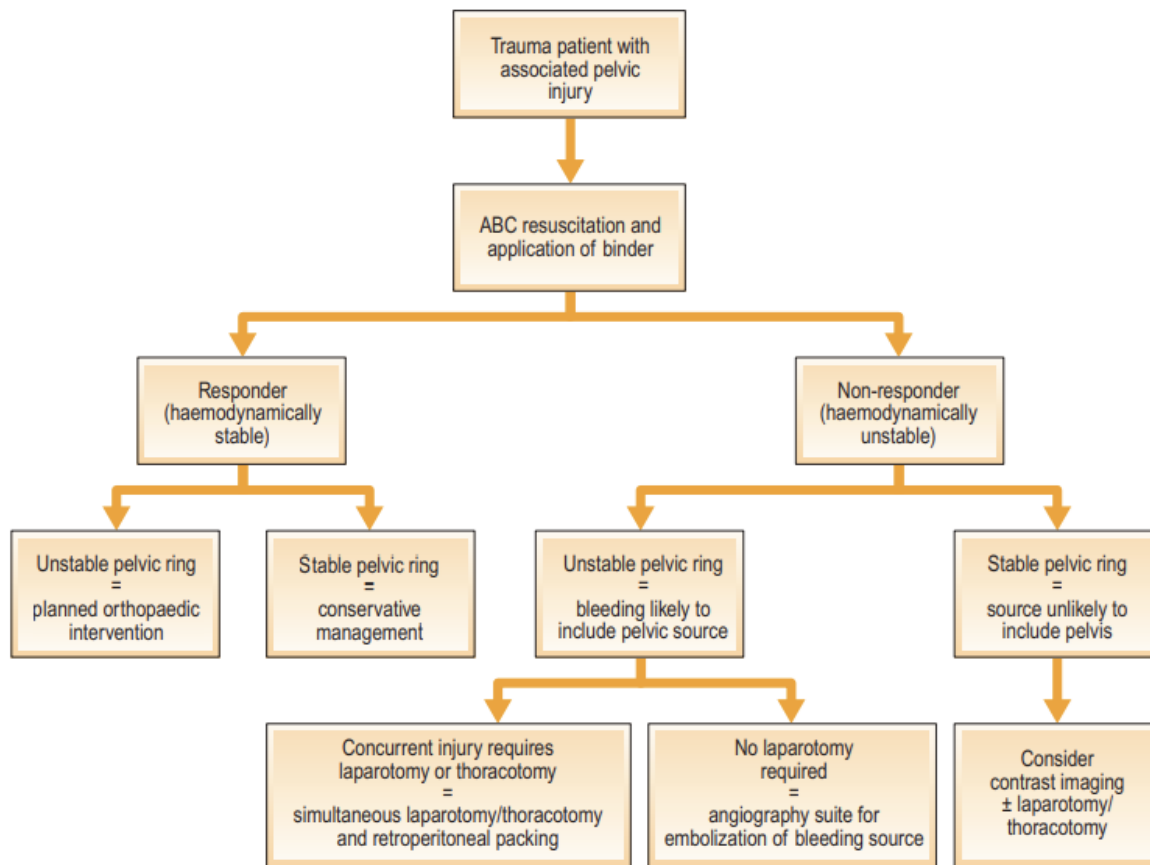 Trauma patient with
associated pelvic
injury
ABC resuscitation and
application of binder
Responder
(haemodynamically
stable)
Non-responder
(haemodynamically
unstable)
Unstable pelvic ring
=
planned orthopaedic
intervention
Stable pelvic ring
=
conservative
management
Unstable pelvic ring
=
bleeding likely to
include pelvic source
Stable pelvic ring
=
source unlikely to
include pelvis
Concurrent injury requires
laparotomy or thoracotomy
=
simultaneous laparotomy/thoracotomy
and retroperitoneal packing
No laparotomy
required
=
angiography suite for
embolization of bleeding source
Consider
contrast imaging
± laparotomy/
thoracotomy